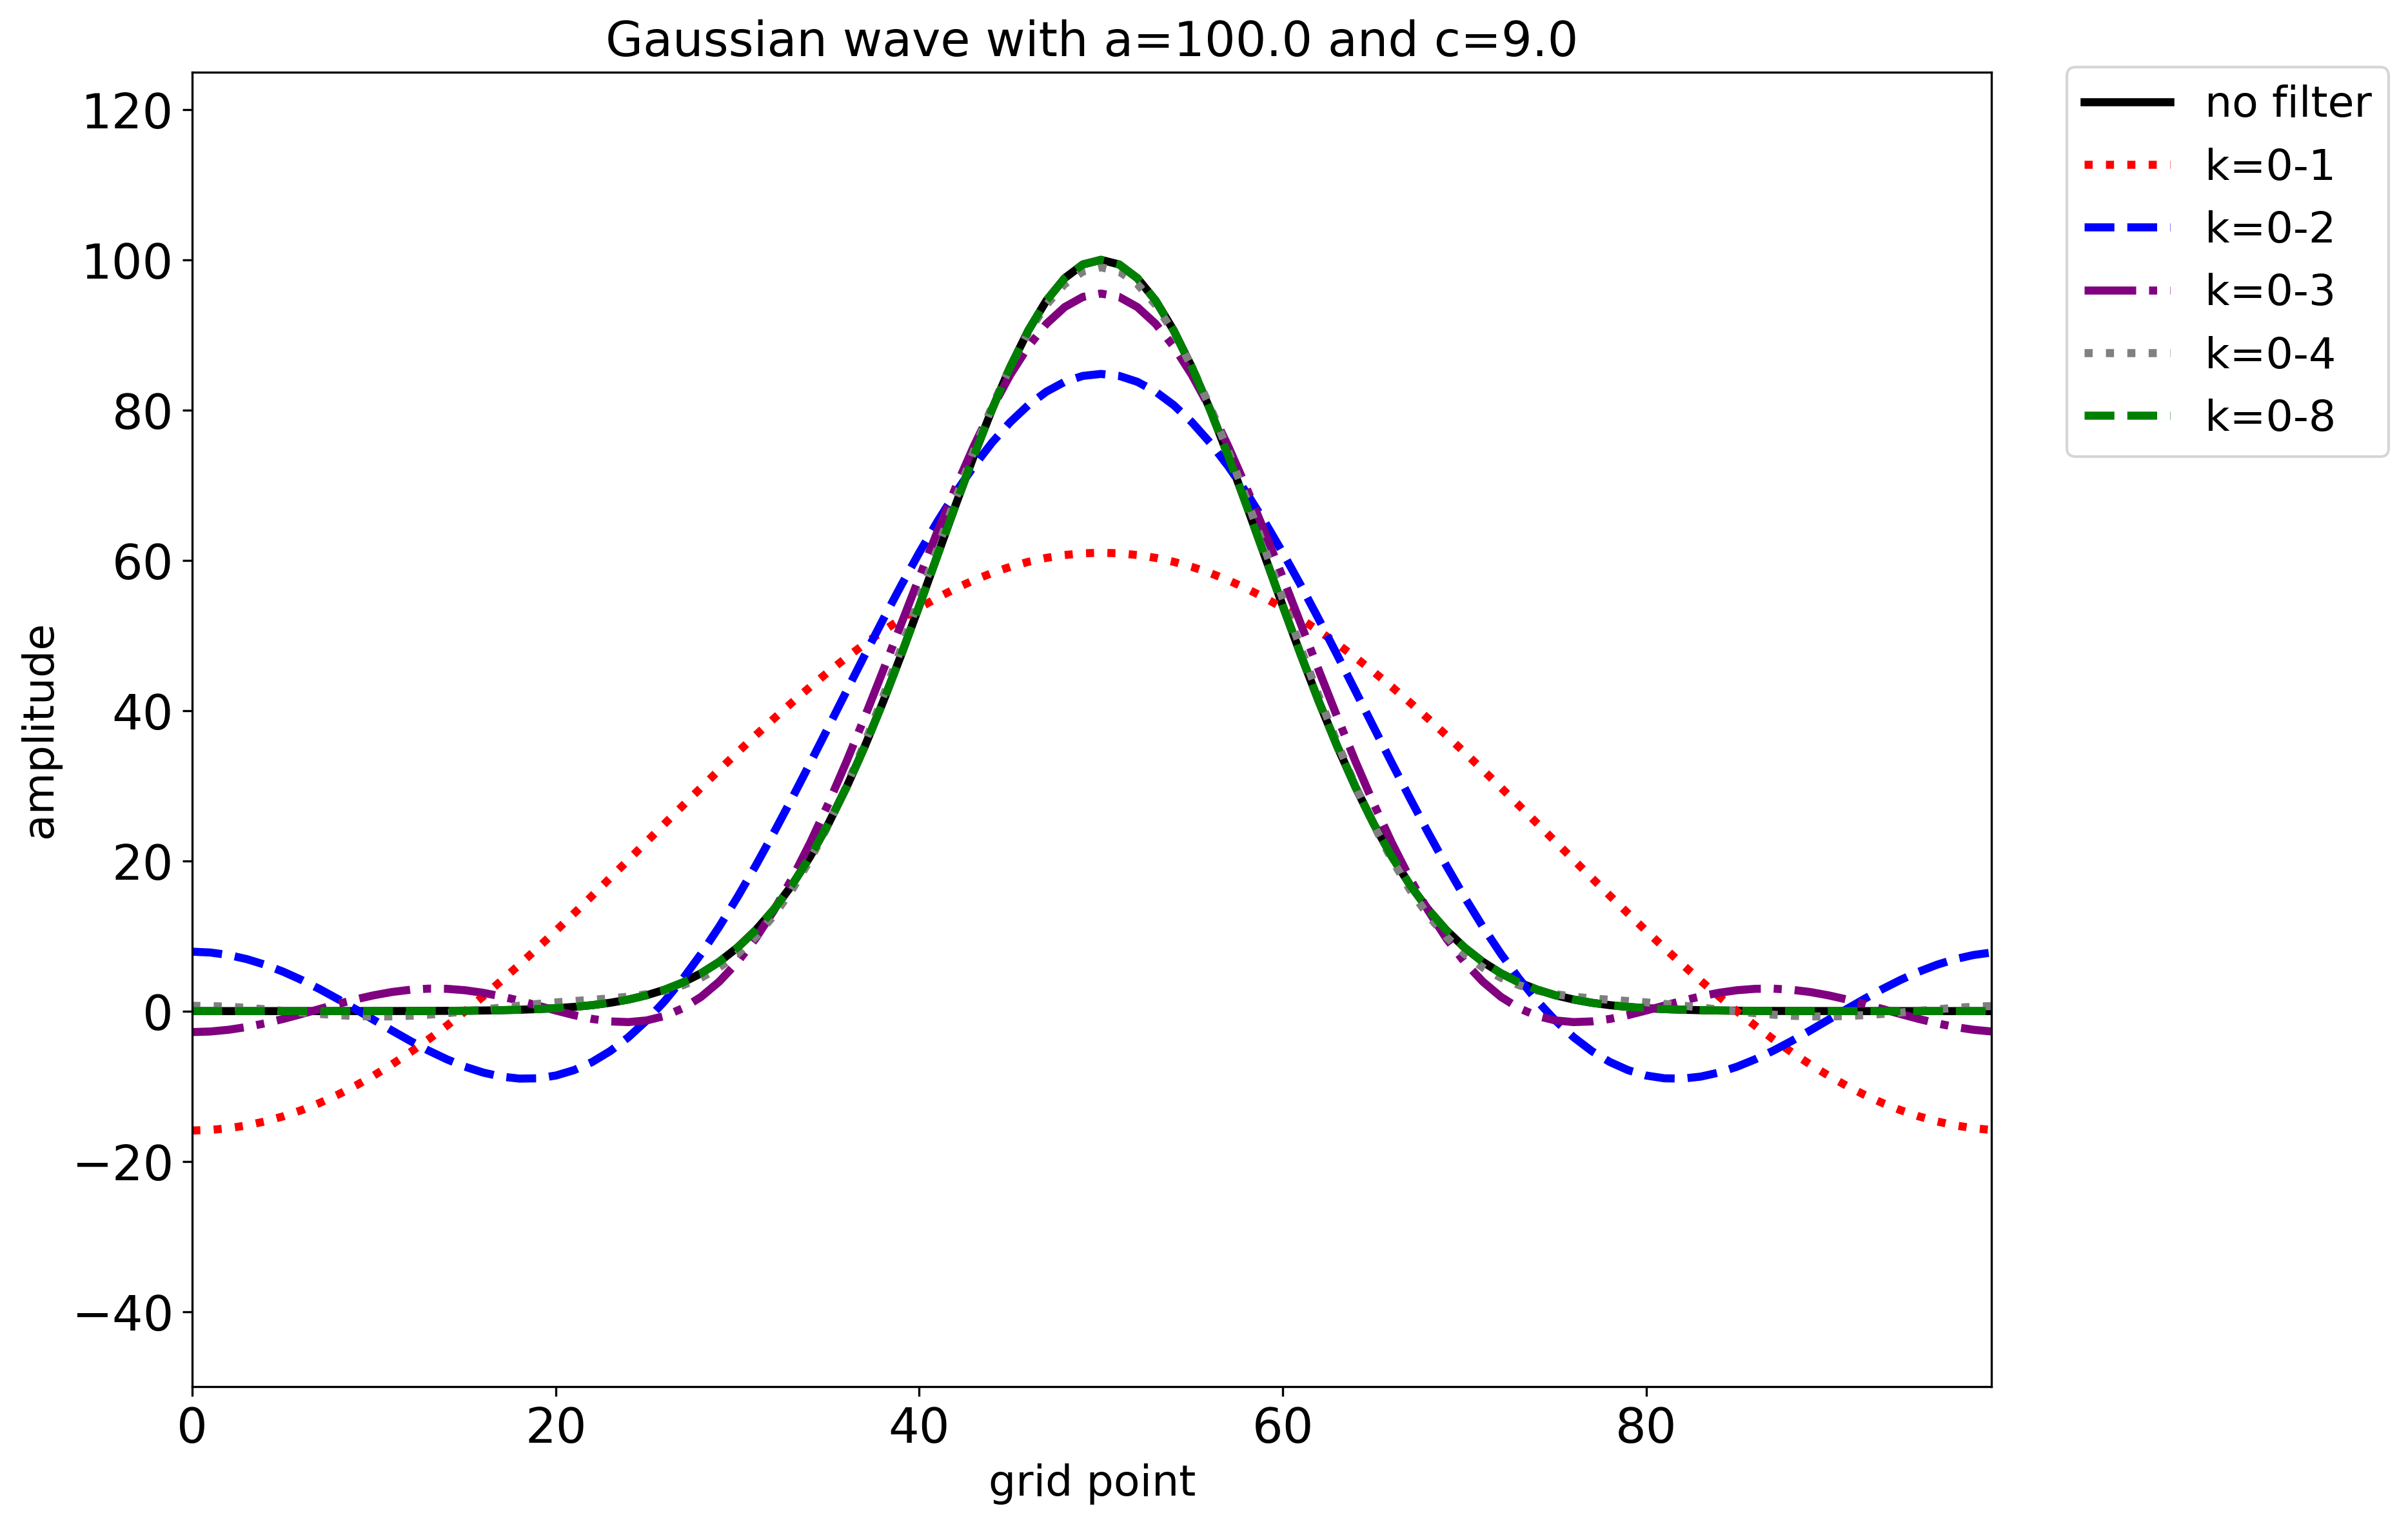 Gaussian wave with a=100.0 and c=9.0
120
100
80
60
40
20
0
−20
−40
amplitude
0 20 40 60 80
grid point
no filter
k=0-1
k=0-2
k=0-3
k=0-4
k=0-8